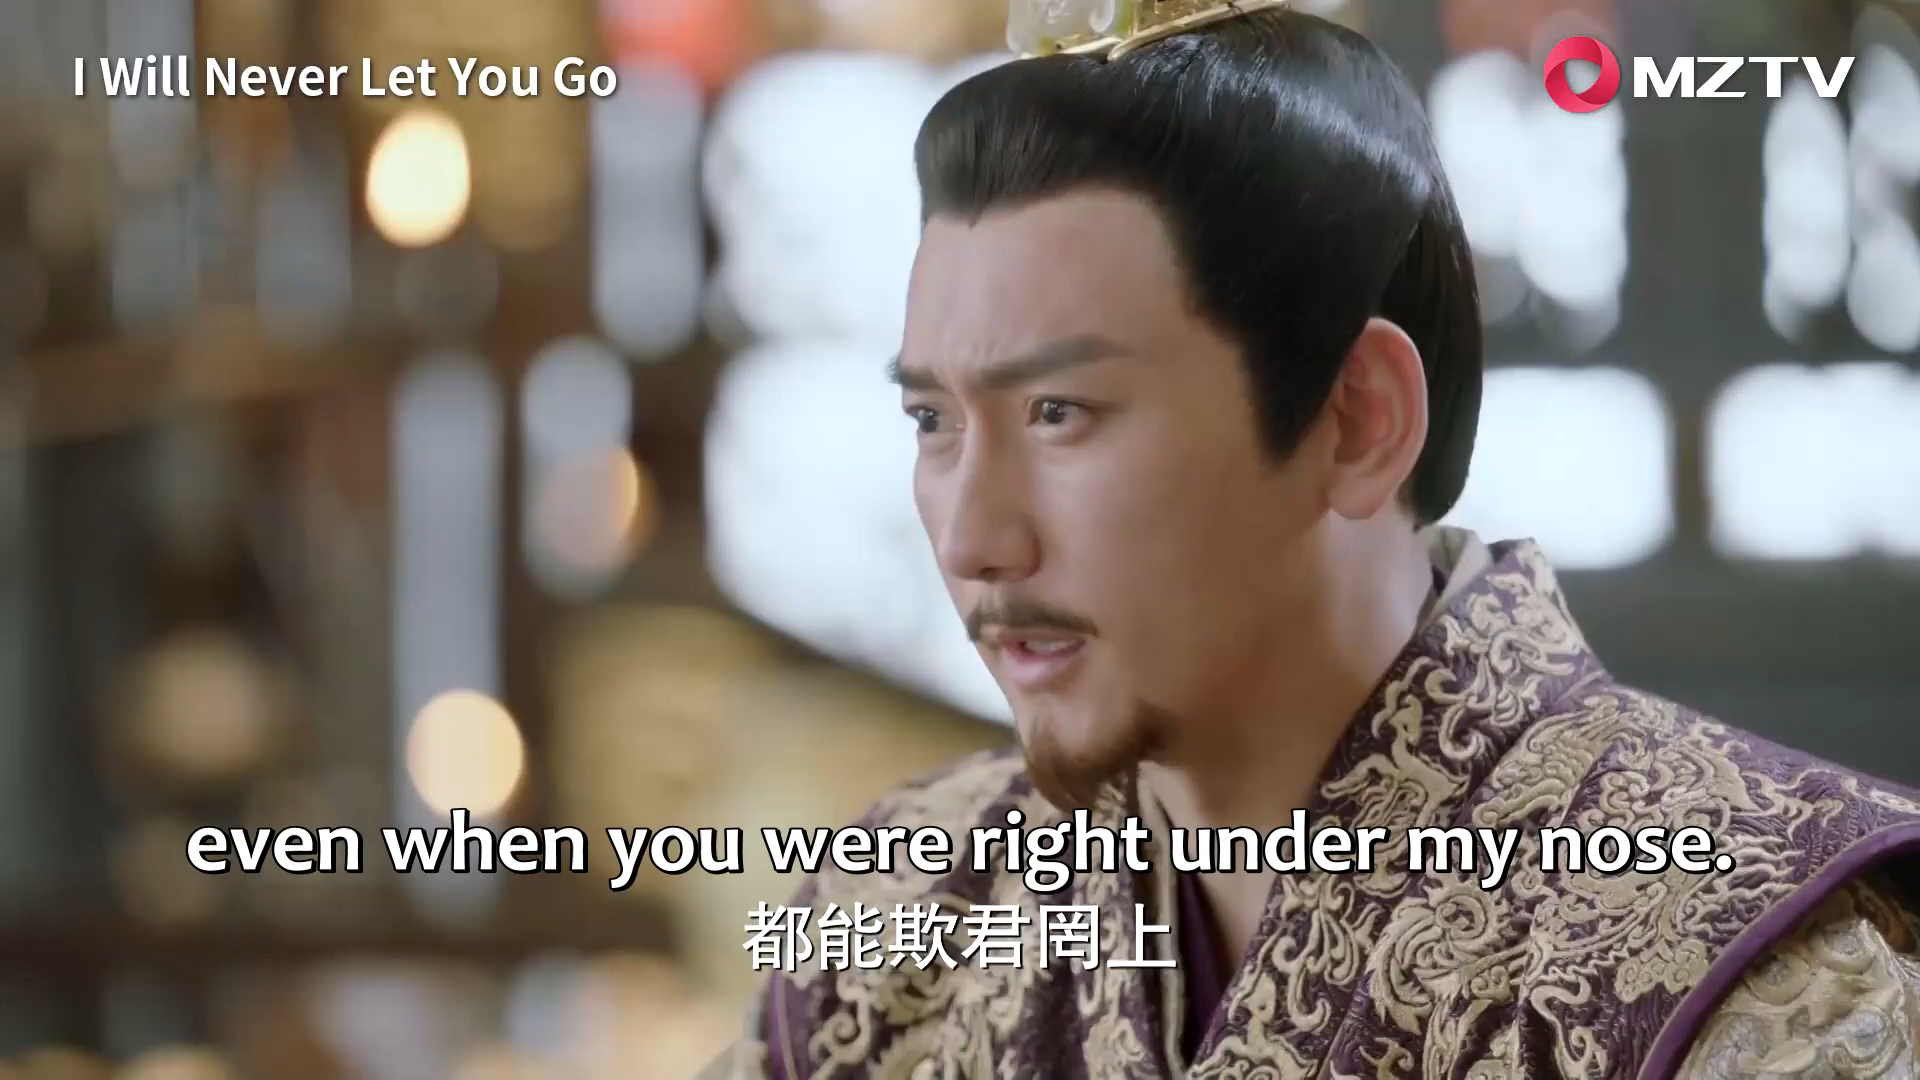 I Will Never Let You Go
MZTV
even when you were right under my nose.
都能欺君罔上